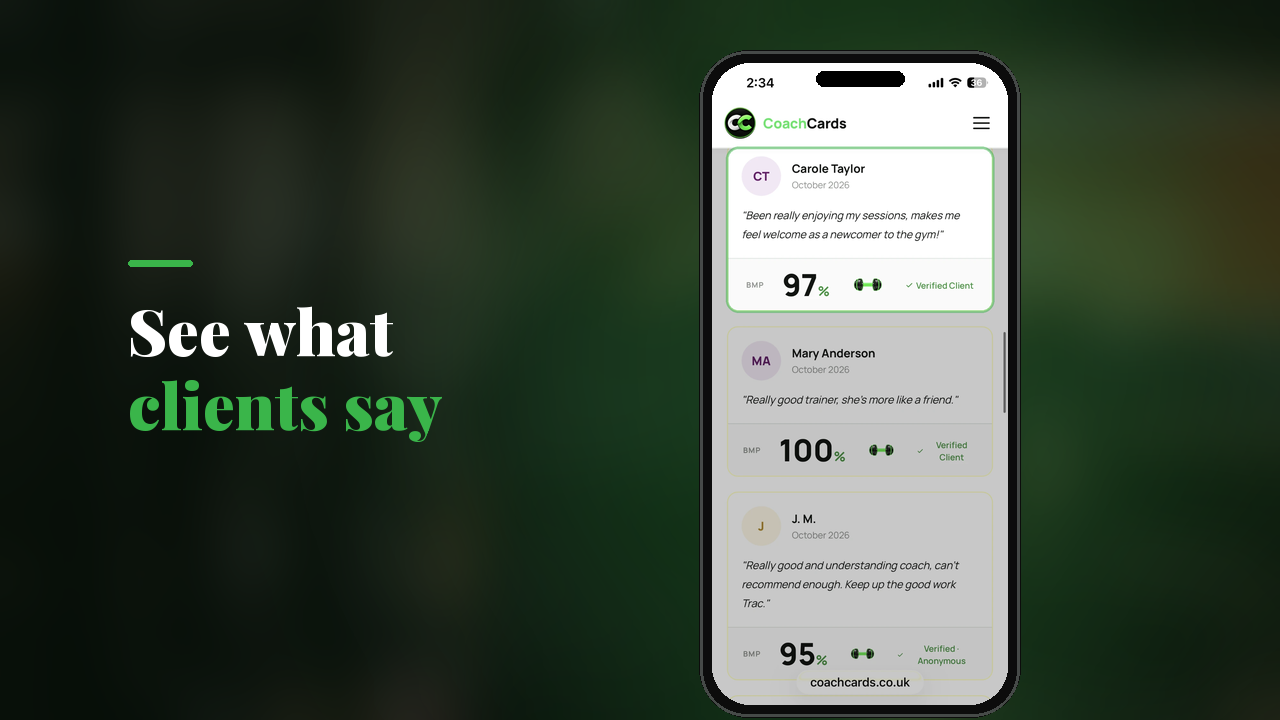 See what
clients say
2:34
36
CC CoachCards
CT
Carole Taylor
October 2026
"Been really enjoying my sessions, makes me
feel welcome as a newcomer to the gym!"
BMP 97% ✓ Verified Client
MA
Mary Anderson
October 2026
"Really good trainer, she's more like a friend."
BMP 100% ✓ Verified
Client
J
J. M.
October 2026
"Really good and understanding coach, can't
recommend enough. Keep up the good work
Trac."
BMP 95% ✓ Verified ·
Anonymous
coachcards.co.uk